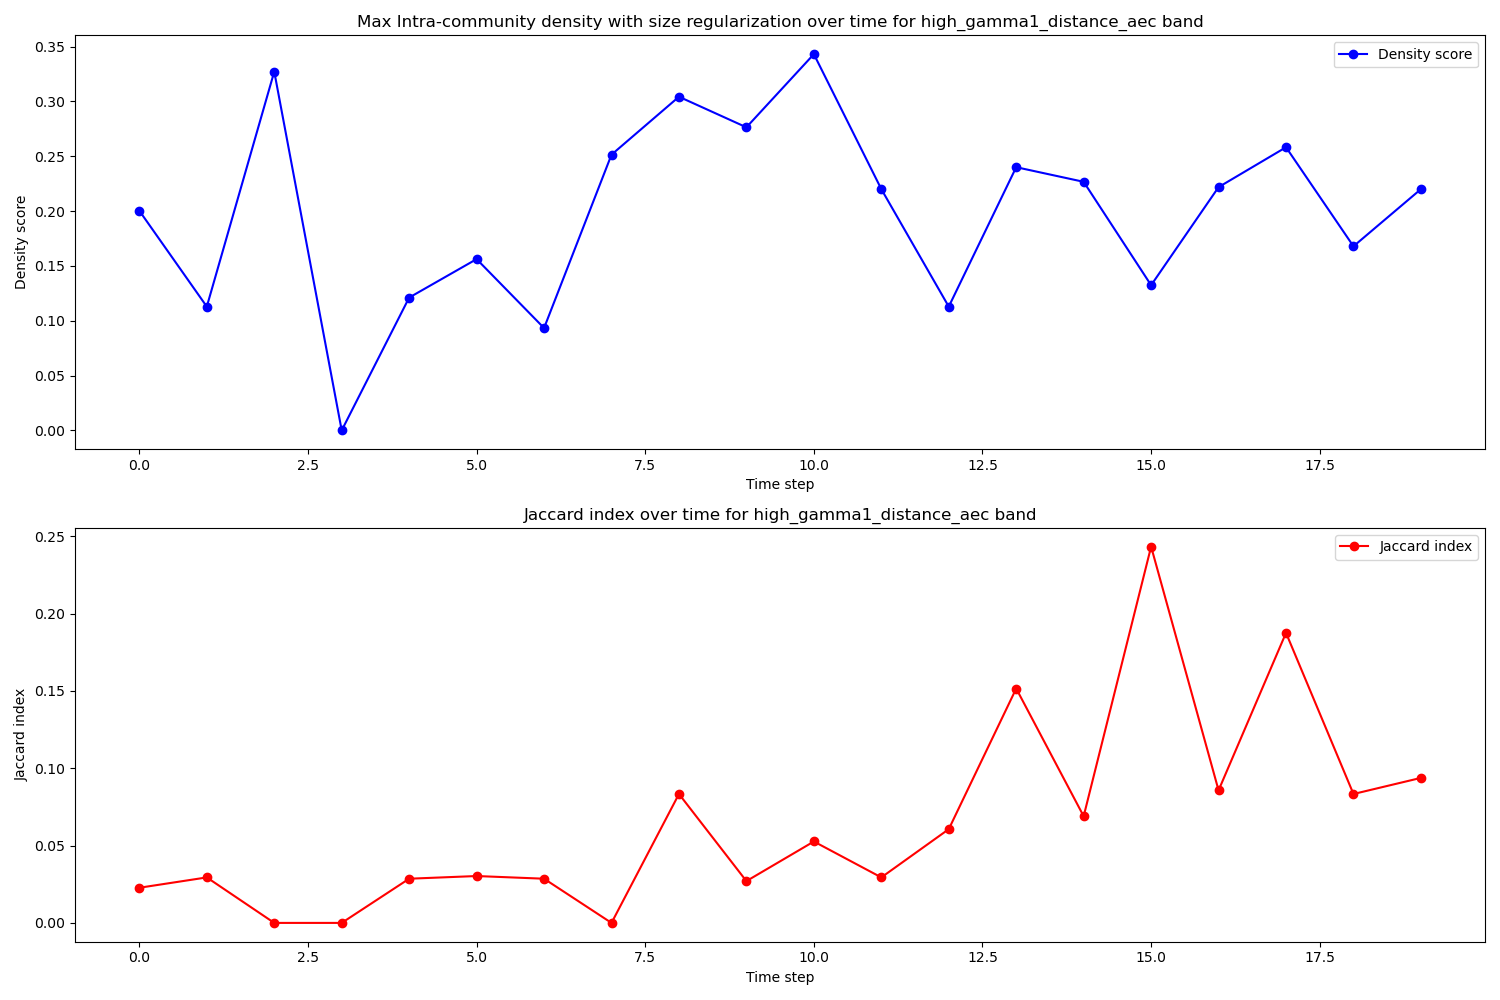 Max Intra-community density with size regularization over time for high_gamma1_distance_aec band
Density score
0.35
0.30
0.25
0.20
0.15
0.10
0.05
0.00
Density score
0.0 2.5 5.0 7.5 10.0 12.5 15.0 17.5
Time step
Jaccard index over time for high_gamma1_distance_aec band
Jaccard index
0.25
0.20
0.15
0.10
0.05
0.00
Jaccard index
0.0 2.5 5.0 7.5 10.0 12.5 15.0 17.5
Time step